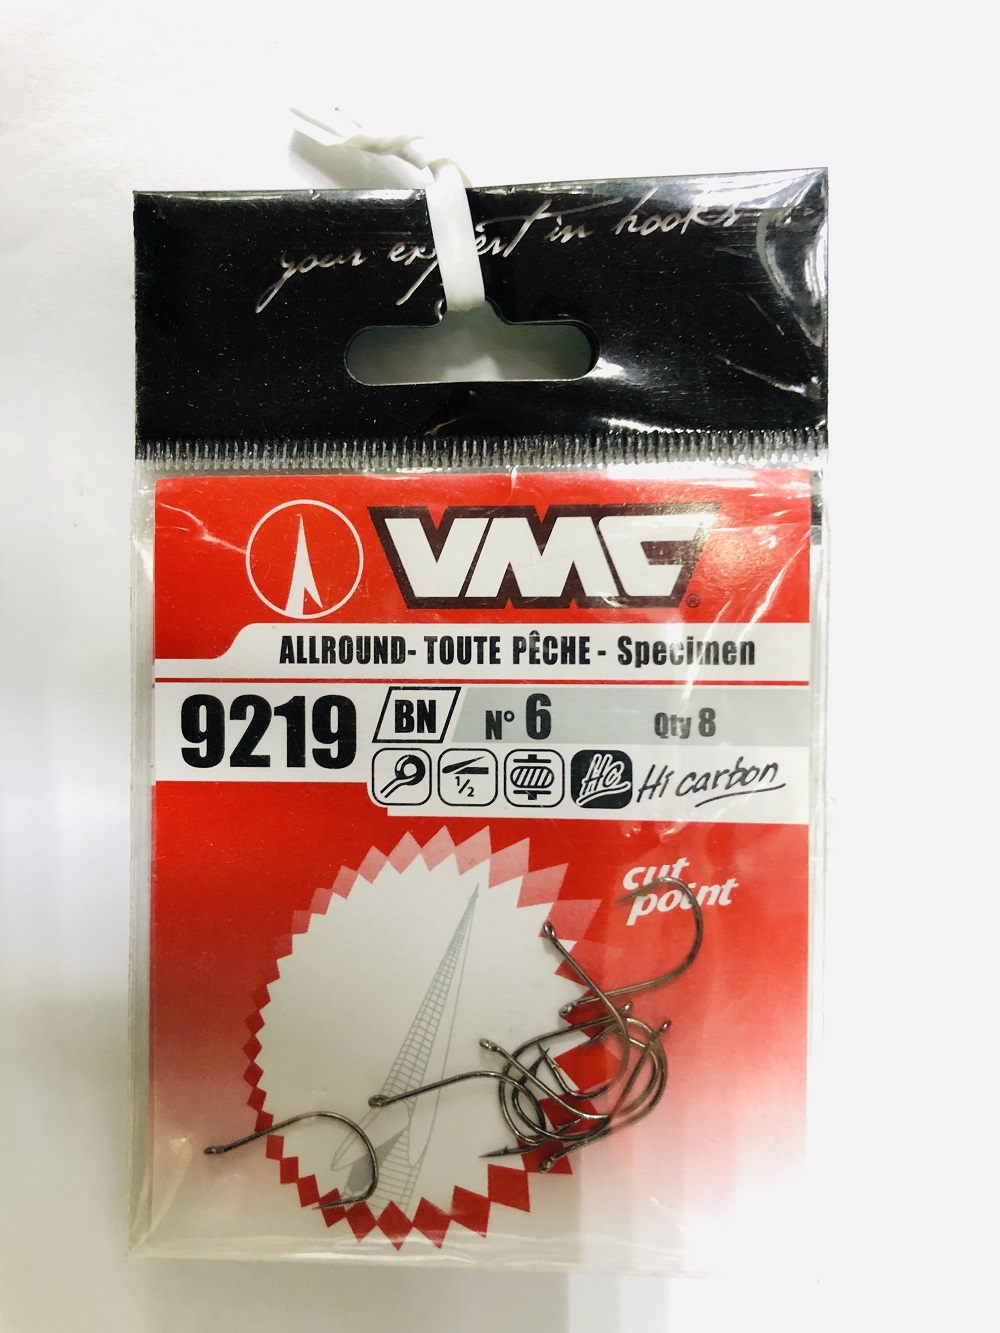 your expert in hooks
VMC®
ALLROUND- TOUTE PÊCHE - Specimen
9219 BN N° 6 Qty 8
1/2 Hc Hi carbon
cut
point